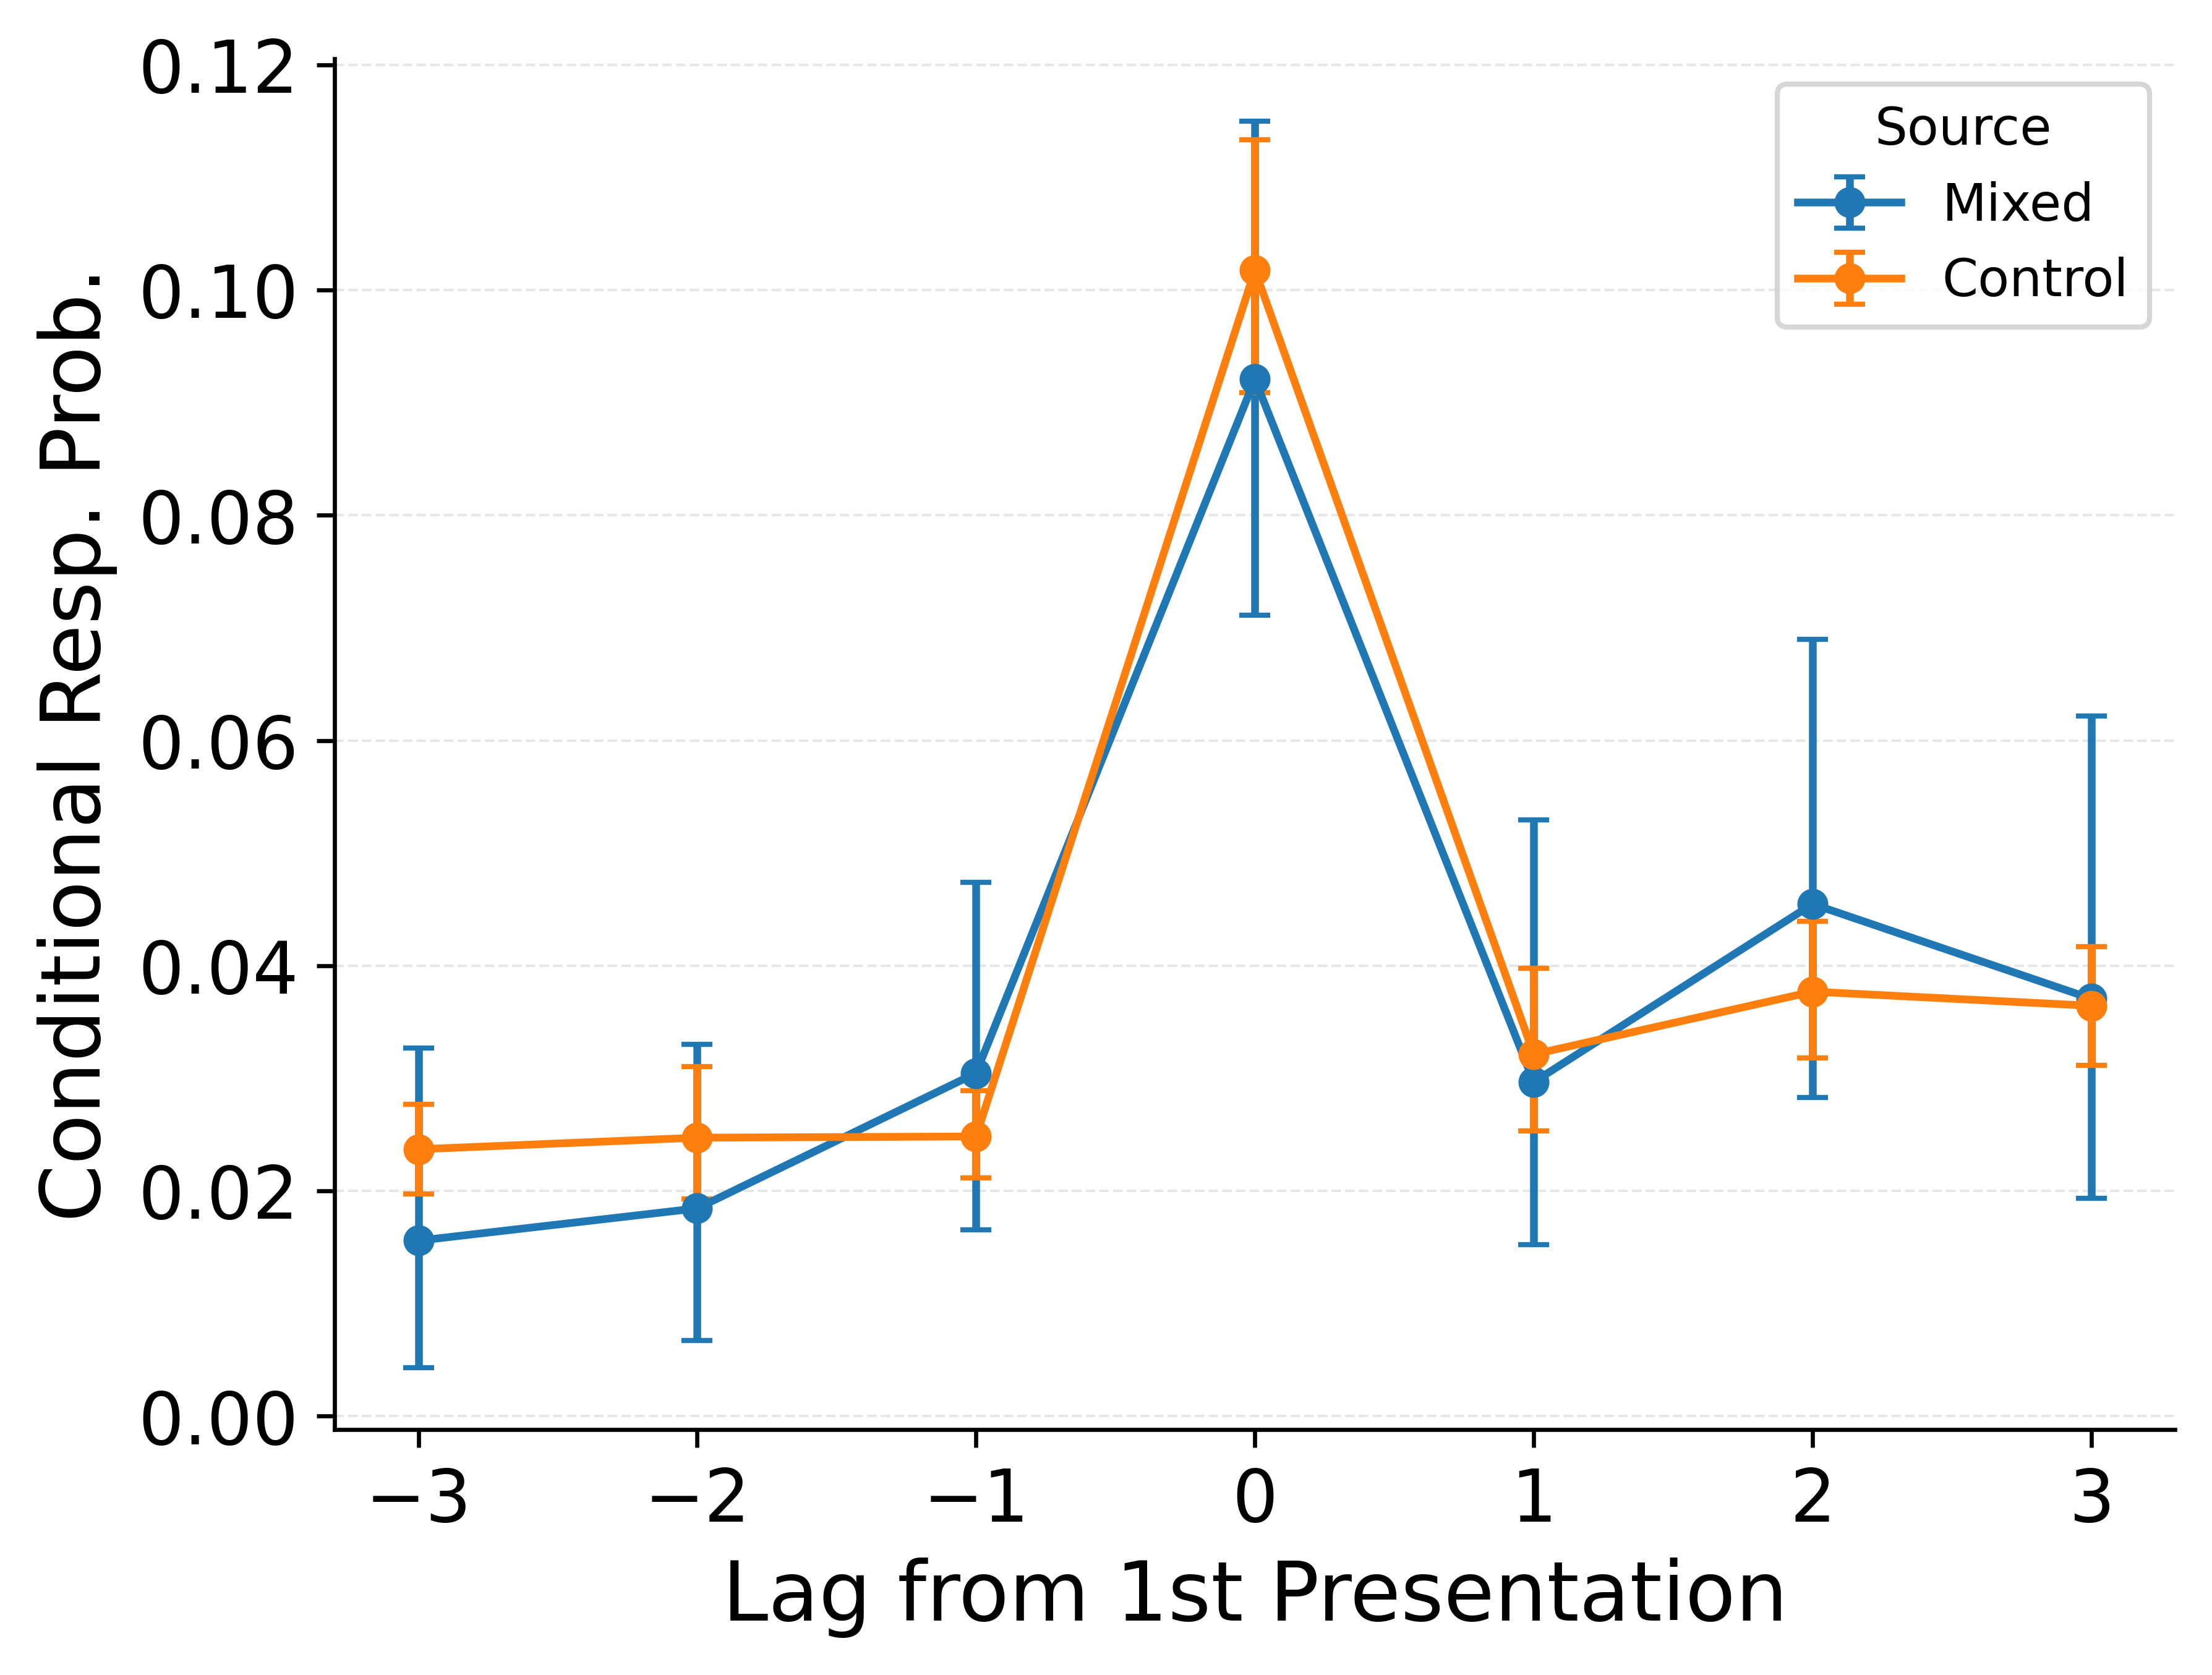 0.12
0.10
0.08
0.06
0.04
0.02
0.00
Conditional Resp. Prob.
Source
Mixed
Control
−3 −2 −1 0 1 2 3
Lag from 1st Presentation